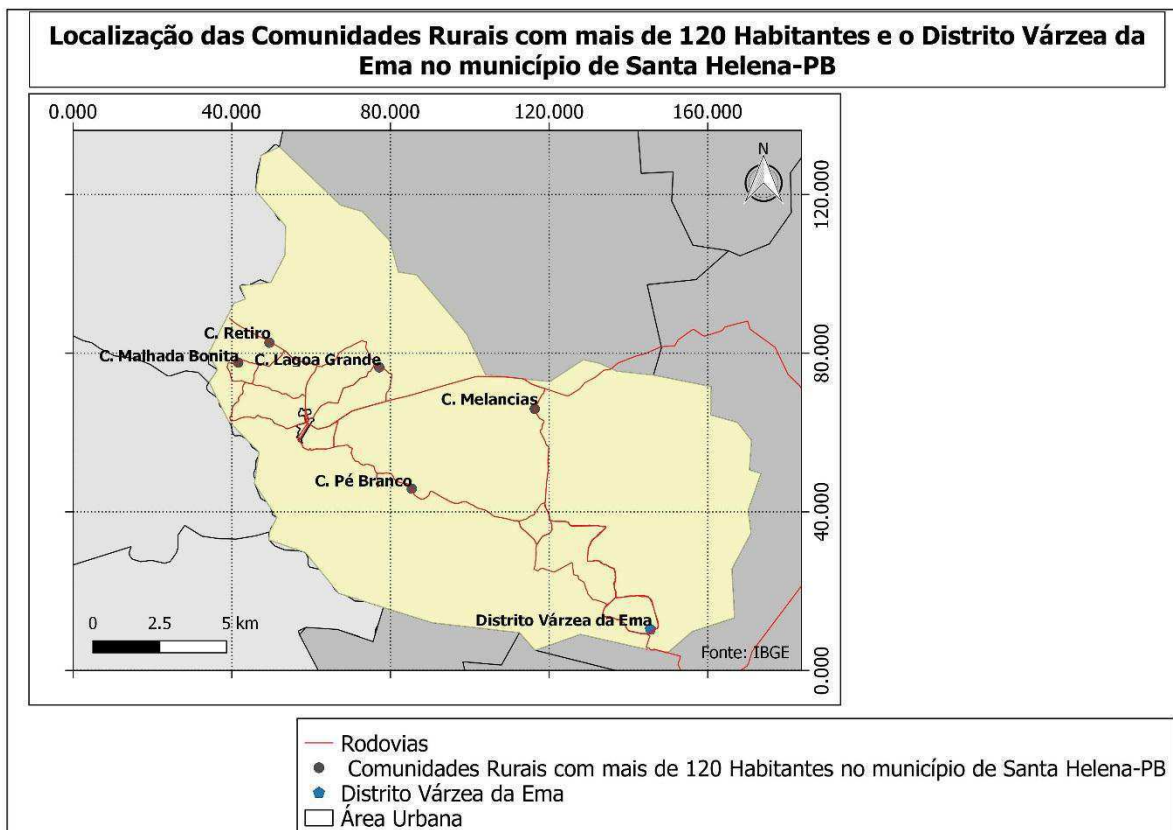 Localização das Comunidades Rurais com mais de 120 Habitantes e o Distrito Várzea da
Ema no município de Santa Helena-PB
0.000 40.000 80.000 120.000 160.000
N
120.000
C. Retiro
C. Malhada Bonita
C. Lagoa Grande
80.000
C. Melancias
C. Pé Branco
40.000
Distrito Várzea da Ema
0 2.5 5 km
Fonte: IBGE
0.000
Rodovias
Comunidades Rurais com mais de 120 Habitantes no município de Santa Helena-PB
Distrito Várzea da Ema
Área Urbana